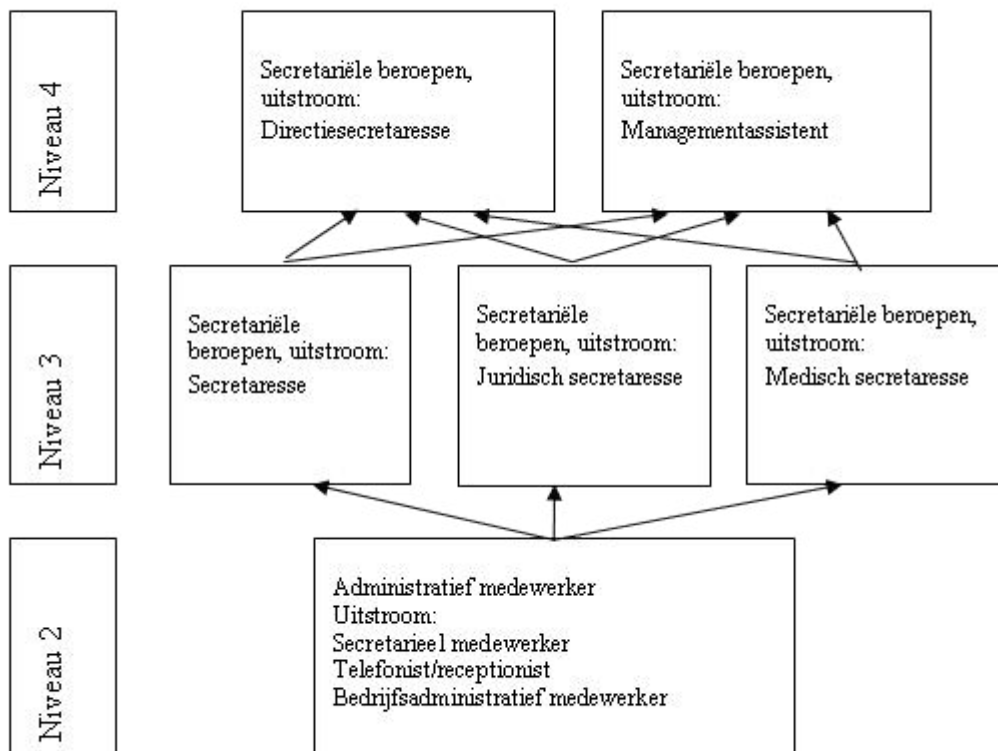 Niveau 4
Secretariële beroepen,
uitstroom:
Directiesecretaresse
Secretariële beroepen,
uitstroom:
Managementassistent
Niveau 3
Secretariële
beroepen, uitstroom:
Secretaresse
Secretariële
beroepen, uitstroom:
Juridisch secretaresse
Secretariële beroepen,
uitstroom:
Medisch secretaresse
Niveau 2
Administratief medewerker
Uitstroom:
Secretarieel medewerker
Telefonist/receptionist
Bedrijfsadministratief medewerker